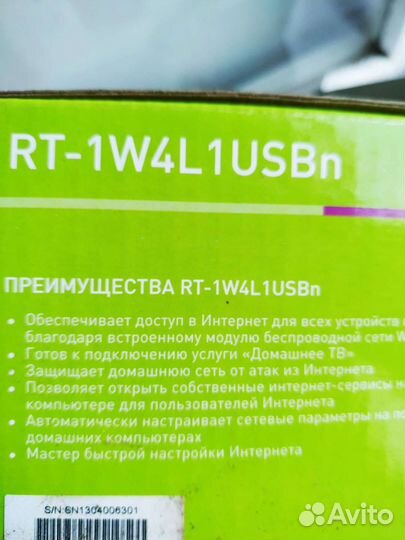 RT-1W4L1USBn
ПРЕИМУЩЕСТВА RT-1W4L1USBn
• Обеспечивает доступ в Интернет для всех устройств
благодаря встроенному модулю беспроводной сети W
• Готов к подключению услуги «Домашнее ТВ»
• Защищает домашнюю сеть от атак из Интернета
• Позволяет открыть собственные интернет-сервисы на
компьютере для пользователей Интернета
• Автоматически настраивает сетевые параметры на
домашних компьютерах
• Мастер быстрой настройки Интернета
S/N:6N1304006301
Avito